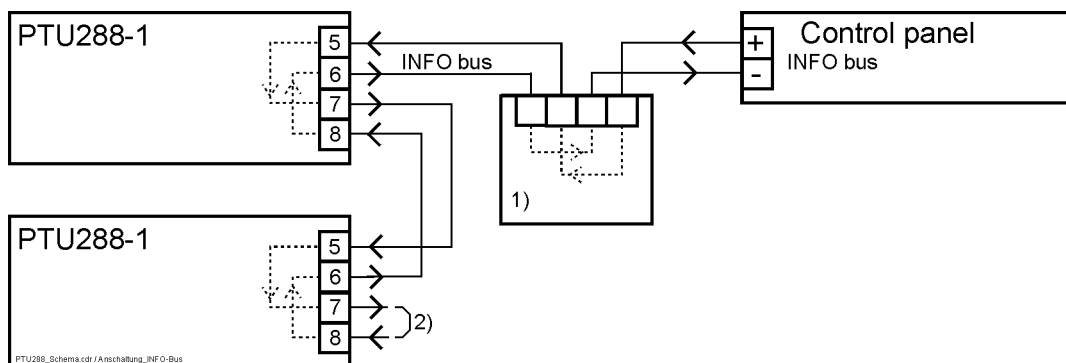 PTU288-1
5
6
7
8
INFO bus
1)
+
-
Control panel
INFO bus
PTU288-1
5
6
7
8
2)
PTU288_Schema.cdr / Anschaltung_INFO-Bus